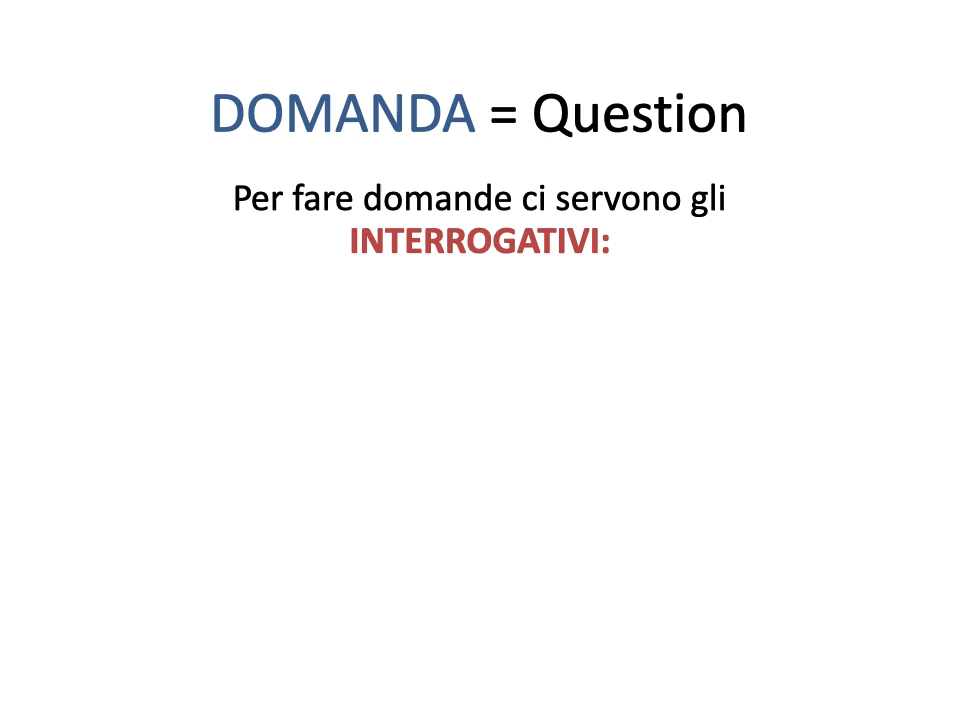 DOMANDA = Question
Per fare domande ci servono gli
INTERROGATIVI: